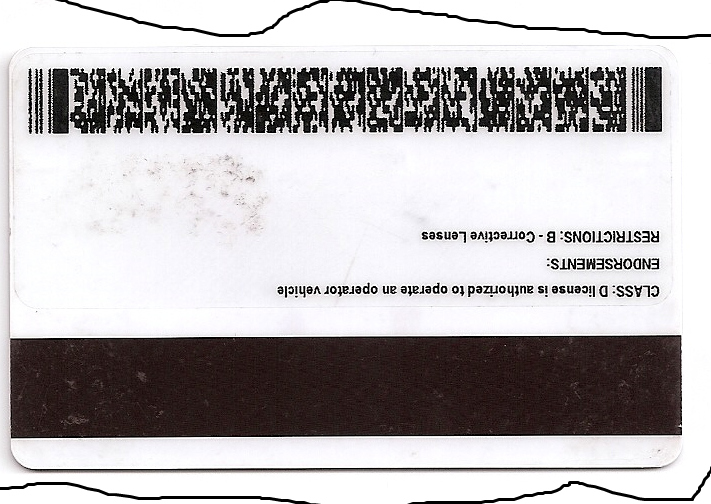 CLASS: D license is authorized to operate an operator vehicle
ENDORSEMENTS:
RESTRICTIONS: B - Corrective Lenses